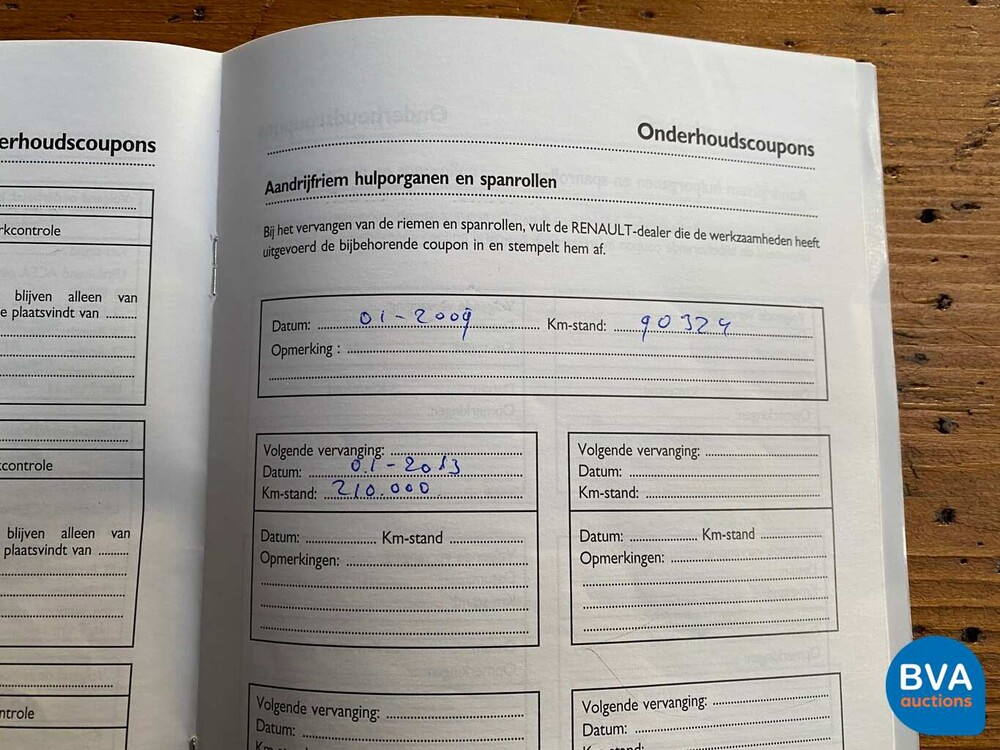 erhoudscoupons
rkcontrole
blijven alleen van
e plaatsvindt van ..........
controle
blijven alleen van
plaatsvindt van ..........
ntrole
Onderhoudscoupons
Aandrijfriem hulporganen en spanrollen
Bij het vervangen van de riemen en spanrollen, vult de RENAULT-dealer die de werkzaamheden heeft
uitgevoerd de bijbehorende coupon in en stempelt hem af.
Datum: 01-2009 Km-stand: 90324
Opmerking :
Volgende vervanging:
Datum: 01-2013
Km-stand: 210.000
Datum: Km-stand
Opmerkingen:
Volgende vervanging:
Datum:
Km-stand:
Datum: Km-stand
Opmerkingen:
Volgende vervanging:
Datum:
Volgende vervanging:
Datum:
BVA
auctions